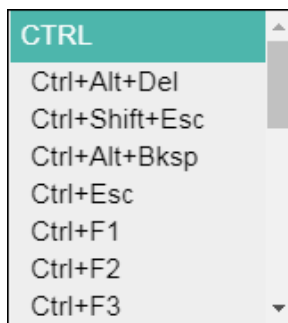 CTRL
Ctrl+Alt+Del
Ctrl+Shift+Esc
Ctrl+Alt+Bksp
Ctrl+Esc
Ctrl+F1
Ctrl+F2
Ctrl+F3